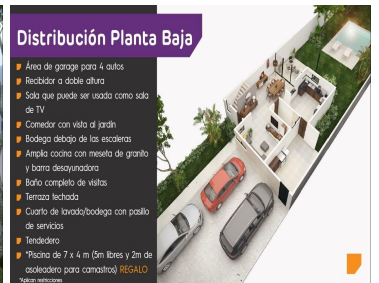 Distribución Planta Baja
Área de garage para 4 autos
Recibidor a doble altura
Sala que puede ser usada como sala
de TV
Comedor con vista al jardín
Bodega debajo de las escaleras
Amplia cocina con meseta de granito
y barra desayunadora
Baño completo de visitas
Terraza techada
Cuarto de lavado/bodega con pasillo
de servicios
Tendedero
*Piscina de 7 x 4 m (5m libres y 2m de
asoleadero para camastros) REGALO
*Aplican restricciones